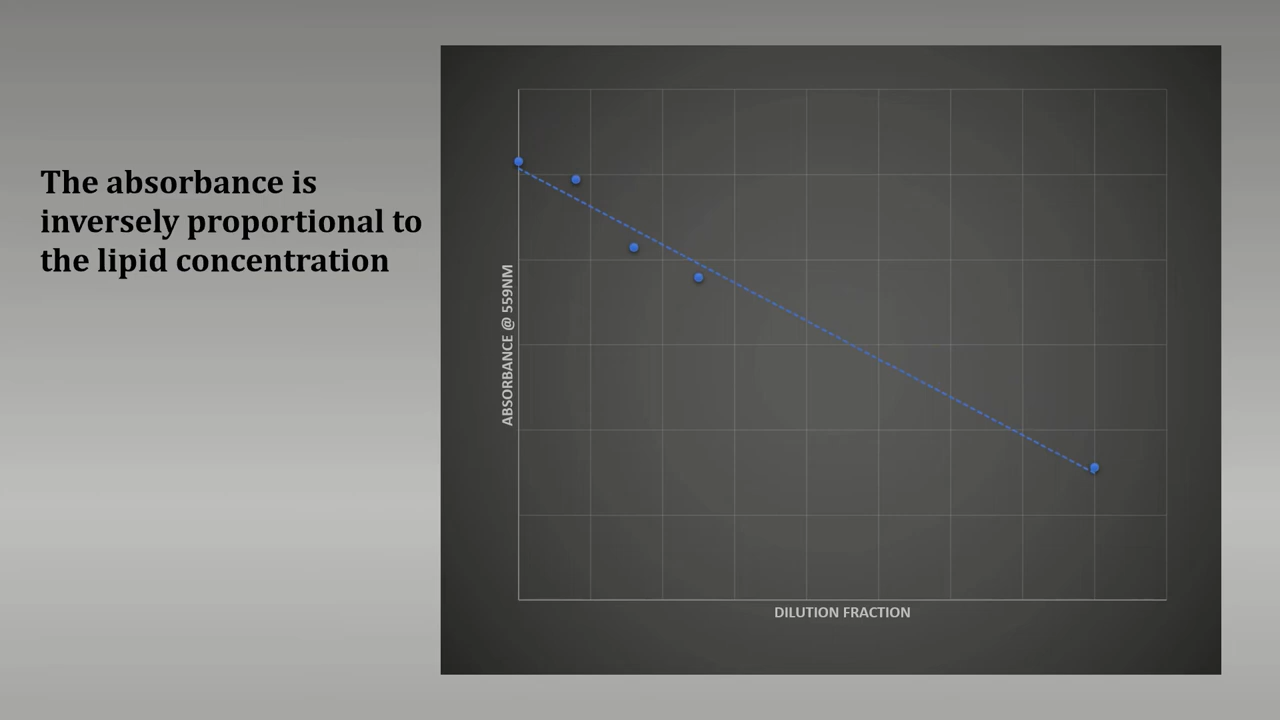 The absorbance is
inversely proportional to
the lipid concentration
ABSORBANCE @ 559NM
DILUTION FRACTION